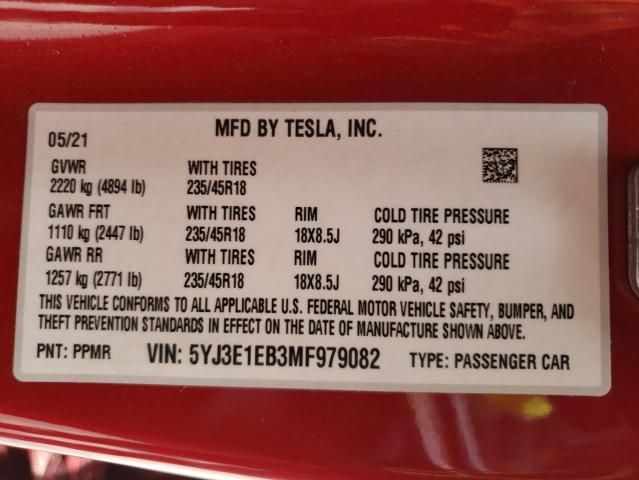 MFD BY TESLA, INC.
05/21
GVWR WITH TIRES
2220 kg (4894 lb) 235/45R18
GAWR FRT WITH TIRES RIM COLD TIRE PRESSURE
1110 kg (2447 lb) 235/45R18 18X8.5J 290 kPa, 42 psi
GAWR RR WITH TIRES RIM COLD TIRE PRESSURE
1257 kg (2771 lb) 235/45R18 18X8.5J 290 kPa, 42 psi
THIS VEHICLE CONFORMS TO ALL APPLICABLE U.S. FEDERAL MOTOR VEHICLE SAFETY, BUMPER, AND
THEFT PREVENTION STANDARDS IN EFFECT ON THE DATE OF MANUFACTURE SHOWN ABOVE.
PNT: PPMR VIN: 5YJ3E1EB3MF979082 TYPE: PASSENGER CAR